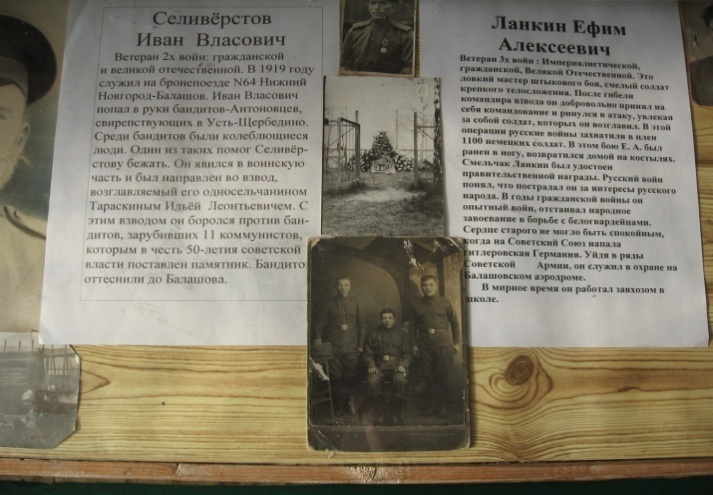 Селивёрстов
Иван Власович
Ветеран 2х войн: гражданской
и великой отечественной. В 1919 году
служил на бронепоезде N64 Нижний
Новгород-Балашов. Иван Власович
попал в руки бандитов-Антоновцев,
свирепствующих в Усть-Щербедино.
Среди бандитов были колеблющиеся
люди. Один из таких помог Селивёр-
стову бежать. Он явился в воинскую
часть и был направлен во взвод,
возглавляемый его односельчанином
Тараскиным Ильёй Леонтьевичем. С
этим взводом он боролся против бан-
дитов, зарубивших 11 коммунистов,
которым в честь 50-летия советской
власти поставлен памятник. Бандито
оттеснили до Балашова.
Ланкин Ефим
Алексеевич
Ветеран 3х войн : Империалистической,
гражданской, Великой Отечественной. Это
ловкий мастер штыкового боя, смелый солдат
крепкого телосложения. После гибели
командира взвода он добровольно принял на
себя командование и ринулся в атаку, увлекая
за собой солдат, которых он возглавил. В этой
операции русские войны захватили в плен
1100 немецких солдат. В этом бою Е. А. был
ранен в ногу, возвратился домой на костылях.
Смельчак Ланкин был удостоен
правительственной награды. Русский войн
понял, что пострадал он за интересы русского
народа. В годы гражданской войны он
опытный войн, отстаивал народное
завоевание в борьбе с белогвардейцами.
Сердце старого не могло быть спокойным,
когда на Советский Союз напала
гитлеровская Германия. Уйдя в ряды
Советской Армии, он служил в охране на
Балашовском аэродроме.
В мирное время он работал завхозом в
школе.